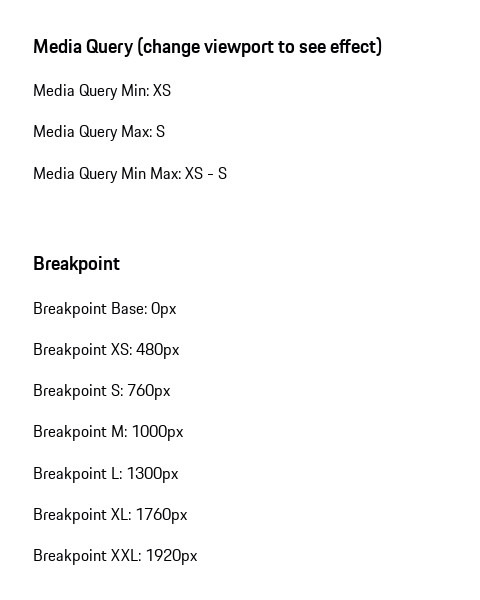 Media Query (change viewport to see effect)
Media Query Min: XS
Media Query Max: S
Media Query Min Max: XS - S
Breakpoint
Breakpoint Base: 0px
Breakpoint XS: 480px
Breakpoint S: 760px
Breakpoint M: 1000px
Breakpoint L: 1300px
Breakpoint XL: 1760px
Breakpoint XXL: 1920px